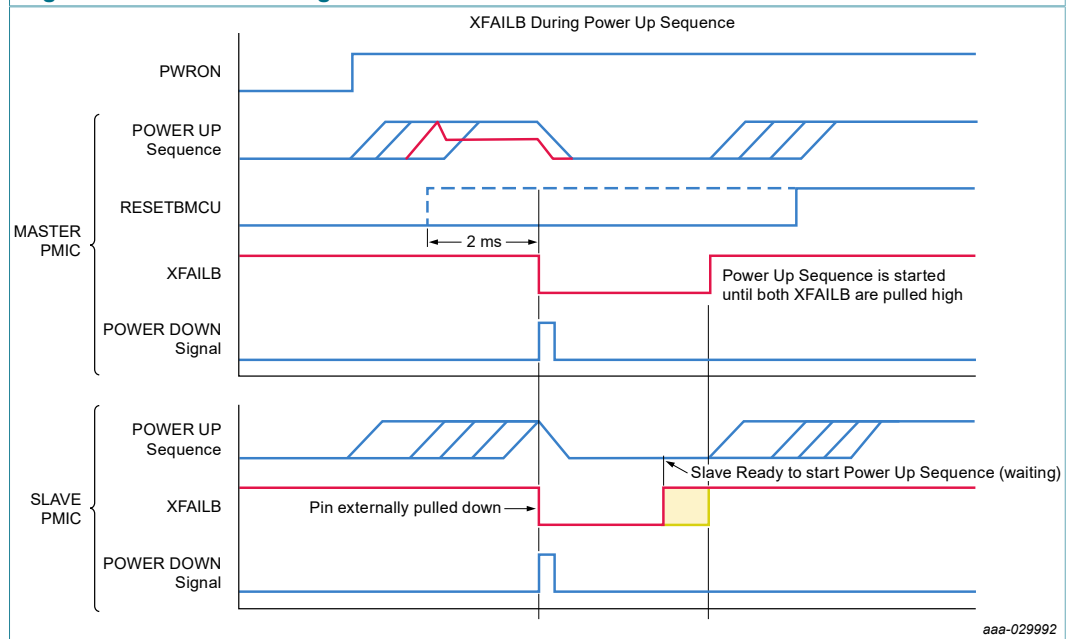 XFAILB During Power Up Sequence
PWRON
POWER UP
Sequence
RESETBMCU
MASTER
PMIC
2 ms
XFAILB
Power Up Sequence is started
until both XFAILB are pulled high
POWER DOWN
Signal
POWER UP
Sequence
Slave Ready to start Power Up Sequence (waiting)
SLAVE
PMIC
XFAILB
Pin externally pulled down
POWER DOWN
Signal
aaa-029992